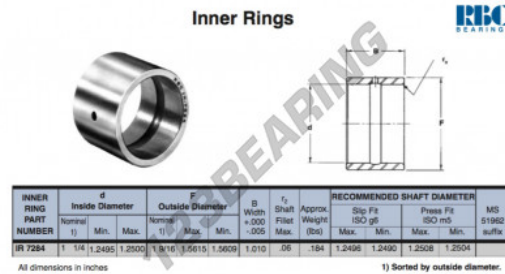 Inner Rings
RBC
BEARINGS
123BEARING
B
d
F
INNER RING PART NUMBER
d
Inside Diameter
Nominal 1) Min. Max.
F
Outside Diameter
Nominal 1) Max. Min.
B
Width
+.000
-.005
r₂
Shaft
Fillet
Max.
Approx.
Weight
(lbs)
RECOMMENDED SHAFT DIAMETER
Slip Fit
ISO g6
Max. Min.
Press Fit
ISO m5
Max. Min.
MS
51962
suffix
IR 7284 1 1/4 1.2495 1.2500 1 9/16 1.5615 1.5609 1.010 .06 .184 1.2496 1.2490 1.2508 1.2504
All dimensions in inches
1) Sorted by outside diameter.